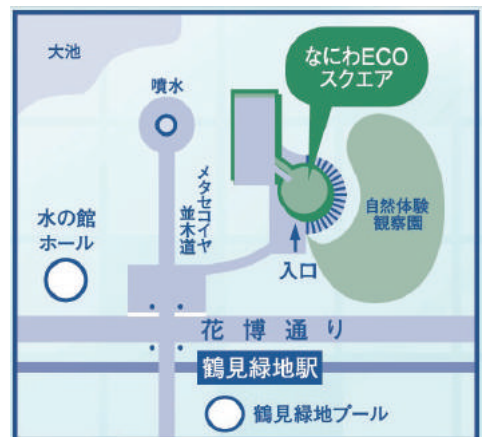 大池
なにわECO
スクエア
噴水
メタセコイヤ
並木道
水の館
ホール
自然体験
観察園
入口
花博通り
鶴見緑地駅
鶴見緑地プール